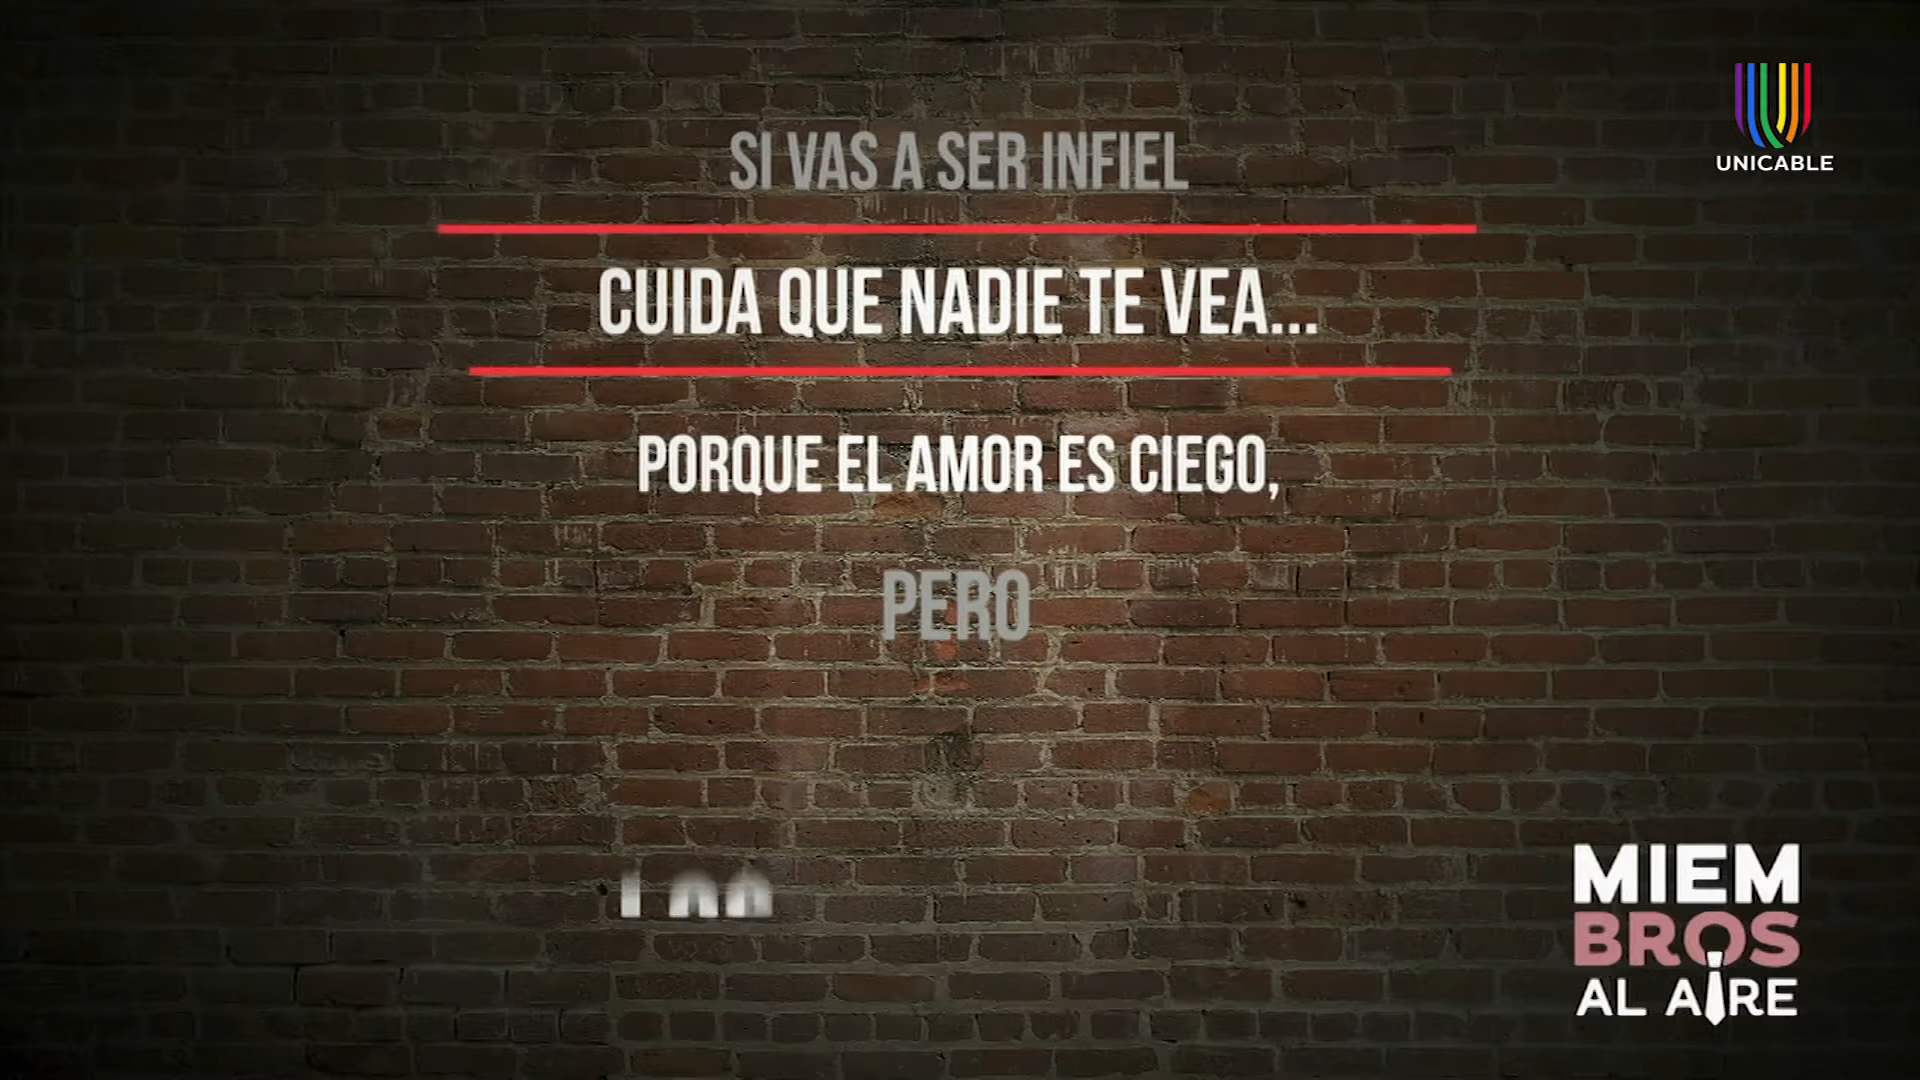 SI VAS A SER INFIEL
CUIDA QUE NADIE TE VEA...
PORQUE EL AMOR ES CIEGO,
PERO
UNICABLE
MIEM
BROS
AL AIRE